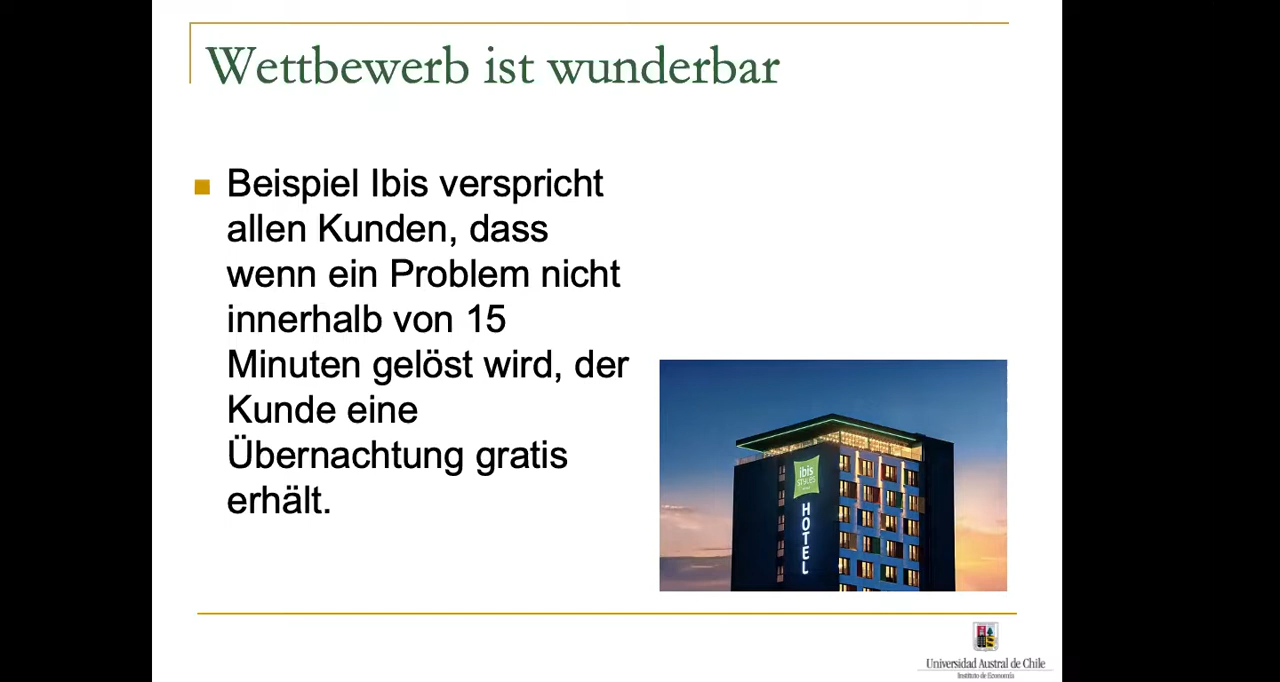 Wettbewerb ist wunderbar
Beispiel Ibis verspricht
allen Kunden, dass
wenn ein Problem nicht
innerhalb von 15
Minuten gelöst wird, der
Kunde eine
Übernachtung gratis
erhält.
ibis
STYLES
HOTEL
Universidad Austral de Chile
Instituto de Economía